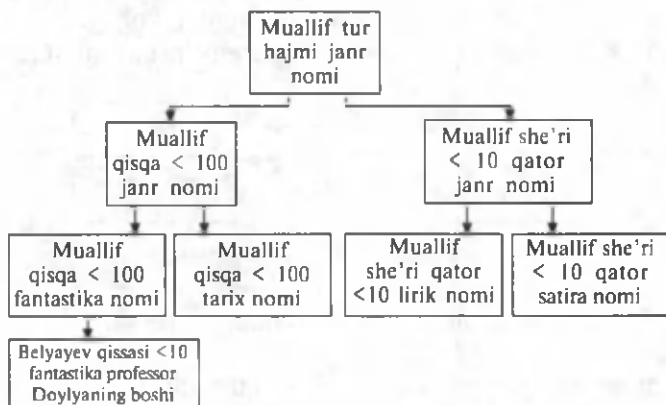 Muallif tur
hajmi janr
nomi
Muallif
qisqa < 100
janr nomi
Muallif she'ri
< 10 qator
janr nomi
Muallif
qisqa < 100
fantastika nomi
Muallif
qisqa < 100
tarix nomi
Muallif
she'ri qator
<10 lirik nomi
Muallif she'ri
< 10 qator
satira nomi
Belyayev qissasi <10
fantastika professor
Doylyaning boshi